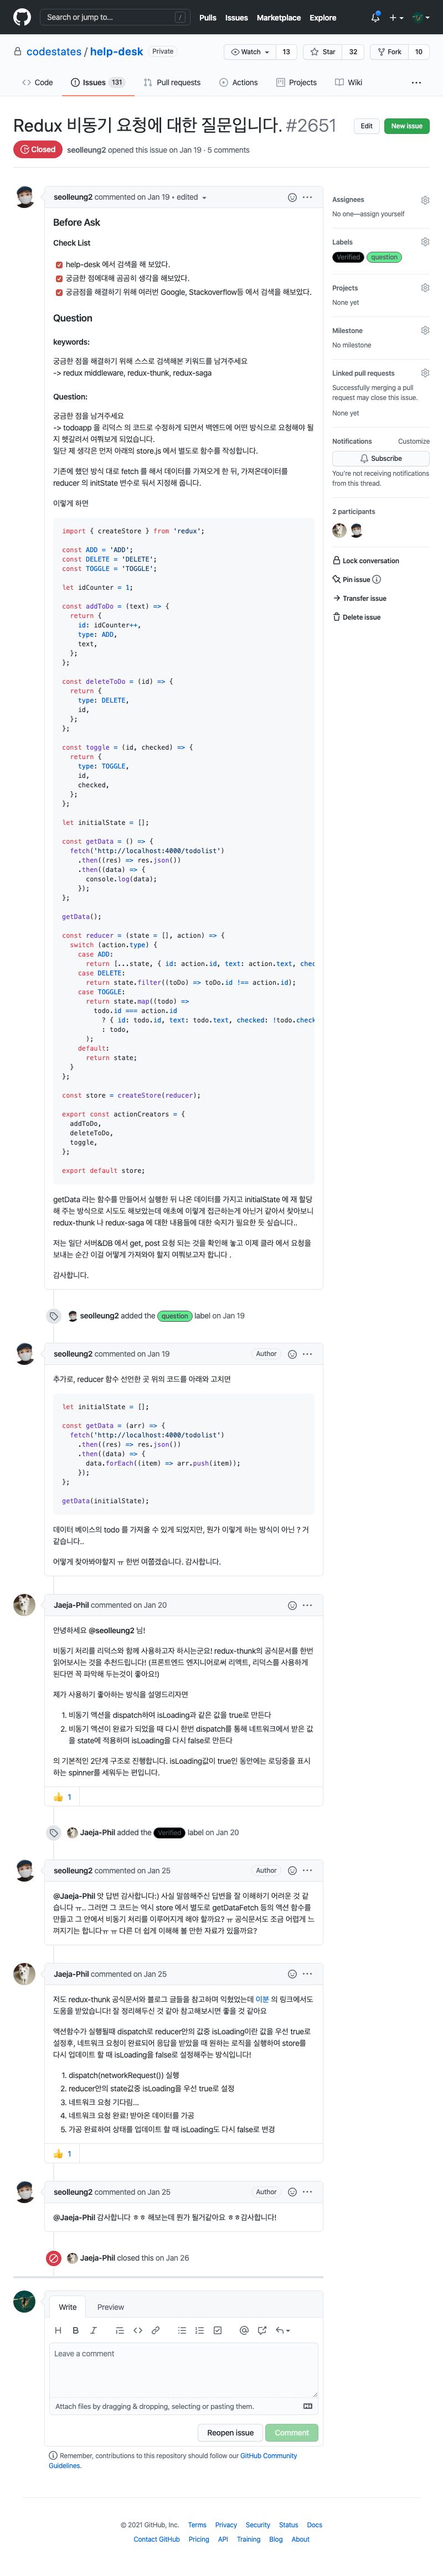 Search or jump to...
/
Pulls Issues Marketplace Explore
codestates / help-desk Private
Watch 13 Star 32 Fork 10
Code Issues 131 Pull requests Actions Projects Wiki
Redux 비동기 요청에 대한 질문입니다. #2651
Edit New issue
Closed seolleung2 opened this issue on Jan 19 · 5 comments
seolleung2 commented on Jan 19 • edited
Before Ask
Check List
help-desk 에서 검색을 해 보았다.
궁금한 점에대해 곰곰히 생각을 해보았다.
궁금점을 해결하기 위해 여러번 Google, Stackoverflow등 에서 검색을 해보았다.
Question
keywords:
궁금한 점을 해결하기 위해 스스로 검색해본 키워드를 남겨주세요
-> redux middleware, redux-thunk, redux-saga
Question:
궁금한 점을 남겨주세요
-> todoapp 을 리덕스 의 코드로 수정하게 되면서 백엔드에 어떤 방식으로 요청해야 될
지 헷갈려서 여쭤보게 되었습니다.
일단 제 생각은 먼저 아래의 store.js 에서 별도로 함수를 작성합니다.
기존에 했던 방식 대로 fetch 를 해서 데이터를 가져오게 한 뒤, 가져온데이터를
reducer 의 initState 변수로 둬서 지정해 줍니다.
이렇게 하면
import { createStore } from 'redux';
const ADD = 'ADD';
const DELETE = 'DELETE';
const TOGGLE = 'TOGGLE';
let idCounter = 1;
const addToDo = (text) => {
return {
id: idCounter++,
type: ADD,
text,
};
};
const deleteToDo = (id) => {
return {
type: DELETE,
id,
};
};
const toggle = (id, checked) => {
return {
type: TOGGLE,
id,
checked,
};
};
let initialState = [];
const getData = () => {
fetch('http://localhost:4000/todolist')
.then((res) => res.json())
.then((data) => {
console.log(data);
});
};
getData();
const reducer = (state = [], action) => {
switch (action.type) {
case ADD:
return [...state, { id: action.id, text: action.text, chec
case DELETE:
return state.filter((toDo) => toDo.id !== action.id);
case TOGGLE:
return state.map((todo) =>
todo.id === action.id
? { id: todo.id, text: todo.text, checked: !todo.check
: todo,
);
default:
return state;
}
};
const store = createStore(reducer);
export const actionCreators = {
addToDo,
deleteToDo,
toggle,
};
export default store;
getData 라는 함수를 만들어서 실행한 뒤 나온 데이터를 가지고 initialState 에 재 할당
해 주는 방식으로 시도도 해보았는데 애초에 이렇게 접근하는게 아닌거 같아서 찾아보니
redux-thunk 나 redux-saga 에 대한 내용들에 대한 숙지가 필요한 듯 싶습니다..
저는 일단 서버&DB 에서 get, post 요청 되는 것을 확인해 놓고 이제 클라 에서 요청을
보내는 순간 이걸 어떻게 가져와야 할지 여쭤보고자 합니다 .
감사합니다.
seolleung2 added the question label on Jan 19
seolleung2 commented on Jan 19 Author
추가로, reducer 함수 선언한 곳 위의 코드를 아래와 고치면
let initialState = [];
const getData = (arr) => {
fetch('http://localhost:4000/todolist')
.then((res) => res.json())
.then((data) => {
data.forEach((item) => arr.push(item));
});
};
getData(initialState);
데이터 베이스의 todo 를 가져올 수 있게 되었지만, 뭔가 이렇게 하는 방식이 아닌 ? 거
같습니다..
어떻게 찾아봐야할지 ㅠ 한번 여쭙겠습니다. 감사합니다.
Jaeja-Phil commented on Jan 20
안녕하세요 @seolleung2 님!
비동기 처리를 리덕스와 함께 사용하고자 하시는군요! redux-thunk의 공식문서를 한번
읽어보시는 것을 추천드립니다! (프론트엔드 엔지니어로써 리액트, 리덕스를 사용하게
된다면 꼭 파악해 두는것이 좋아요!)
제가 사용하기 좋아하는 방식을 설명드리자면
1. 비동기 액션을 dispatch하여 isLoading과 같은 값을 true로 만든다
2. 비동기 액션이 완료가 되었을 때 다시 한번 dispatch를 통해 네트워크에서 받은 값
을 state에 적용하며 isLoading을 다시 false로 만든다
의 기본적인 2단계 구조로 진행합니다. isLoading값이 true인 동안에는 로딩중을 표시
하는 spinner를 세워두는 편입니다.
👍 1
Jaeja-Phil added the Verified label on Jan 20
seolleung2 commented on Jan 25 Author
@Jaeja-Phil 앗 답변 감사합니다:) 사실 말씀해주신 답변을 잘 이해하기 어려운 것 같
습니다 ㅠ.. 그러면 그 코드는 역시 store 에서 별도로 getDataFetch 등의 액션 함수를
만들고 그 안에서 비동기 처리를 이루어지게 해야 할까요? ㅠ 공식문서도 조금 어렵게 느
껴지기는 합니다ㅠ ㅠ 다른 더 쉽게 이해해 볼 만한 자료가 있을까요?
Jaeja-Phil commented on Jan 25
저도 redux-thunk 공식문서와 블로그 글들을 참고하며 익혔었는데 이분 의 링크에서도
도움을 받았습니다! 잘 정리해두신 것 같아 참고해보시면 좋을 것 같아요
액션함수가 실행될때 dispatch로 reducer안의 값중 isLoading이란 값을 우선 true로
설정후, 네트워크 요청이 완료되어 응답을 받았을 때 원하는 로직을 실행하여 store를
다시 업데이트 할 때 isLoading을 false로 설정해주는 방식입니다!
1. dispatch(networkRequest()) 실행
2. reducer안의 state값중 isLoading을 우선 true로 설정
3. 네트워크 요청 기다림...
4. 네트워크 요청 완료! 받아온 데이터를 가공
5. 가공 완료하여 상태를 업데이트 할 때 isLoading도 다시 false로 변경
👍 1
seolleung2 commented on Jan 25 Author
@Jaeja-Phil 감사합니다 ㅎㅎ 해보는데 뭔가 될거같아요 ㅎㅎ감사합니다!
Jaeja-Phil closed this on Jan 26
Write Preview
Leave a comment
Attach files by dragging & dropping, selecting or pasting them.
Reopen issue Comment
Remember, contributions to this repository should follow our GitHub Community
Guidelines.
Assignees
No one—assign yourself
Labels
Verified question
Projects
None yet
Milestone
No milestone
Linked pull requests
Successfully merging a pull
request may close this issue.
None yet
Notifications Customize
Subscribe
You're not receiving notifications
from this thread.
2 participants
Lock conversation
Pin issue
Transfer issue
Delete issue
© 2021 GitHub, Inc. Terms Privacy Security Status Docs
Contact GitHub Pricing API Training Blog About